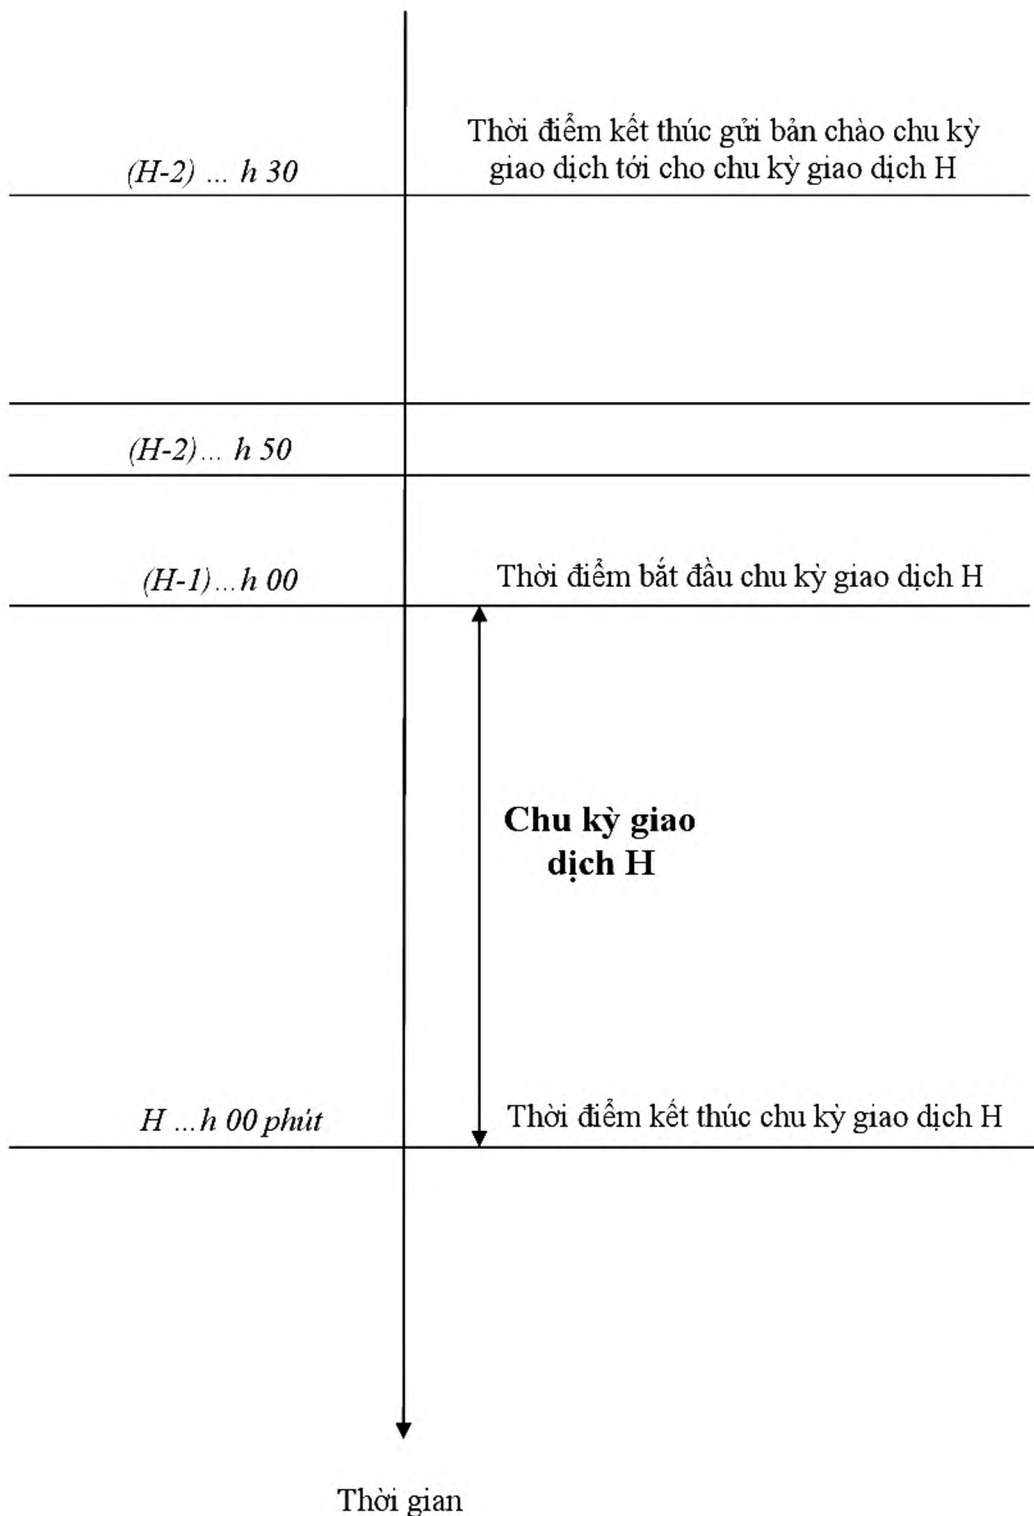 Thời điểm kết thúc gửi bản chào chu kỳ
(H-2) ... h 30 giao dịch tới cho chu kỳ giao dịch H
(H-2)... h 50
(H-1)...h 00 Thời điểm bắt đầu chu kỳ giao dịch H
Chu kỳ giao
dịch H
H ...h 00 phút Thời điểm kết thúc chu kỳ giao dịch H
Thời gian